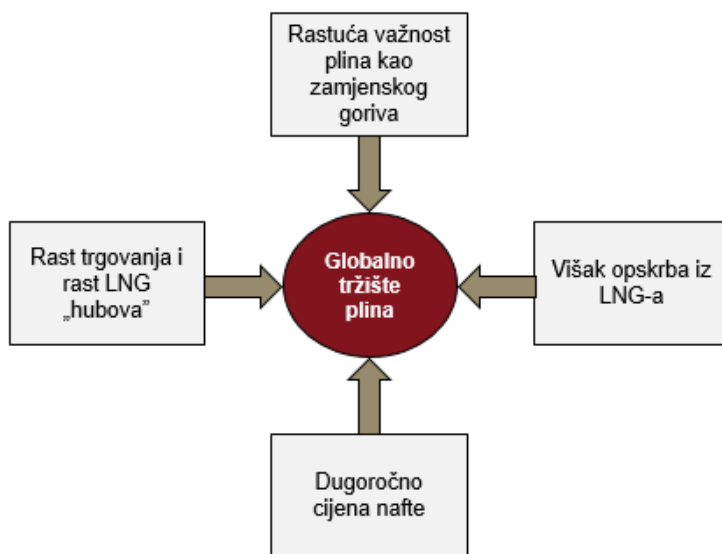 Rastuća važnost
plina kao
zamjenskog
goriva
Rast trgovanja i
rast LNG
„hubova”
Globalno
tržište
plina
Višak opskrba iz
LNG-a
Dugoročno
cijena nafte